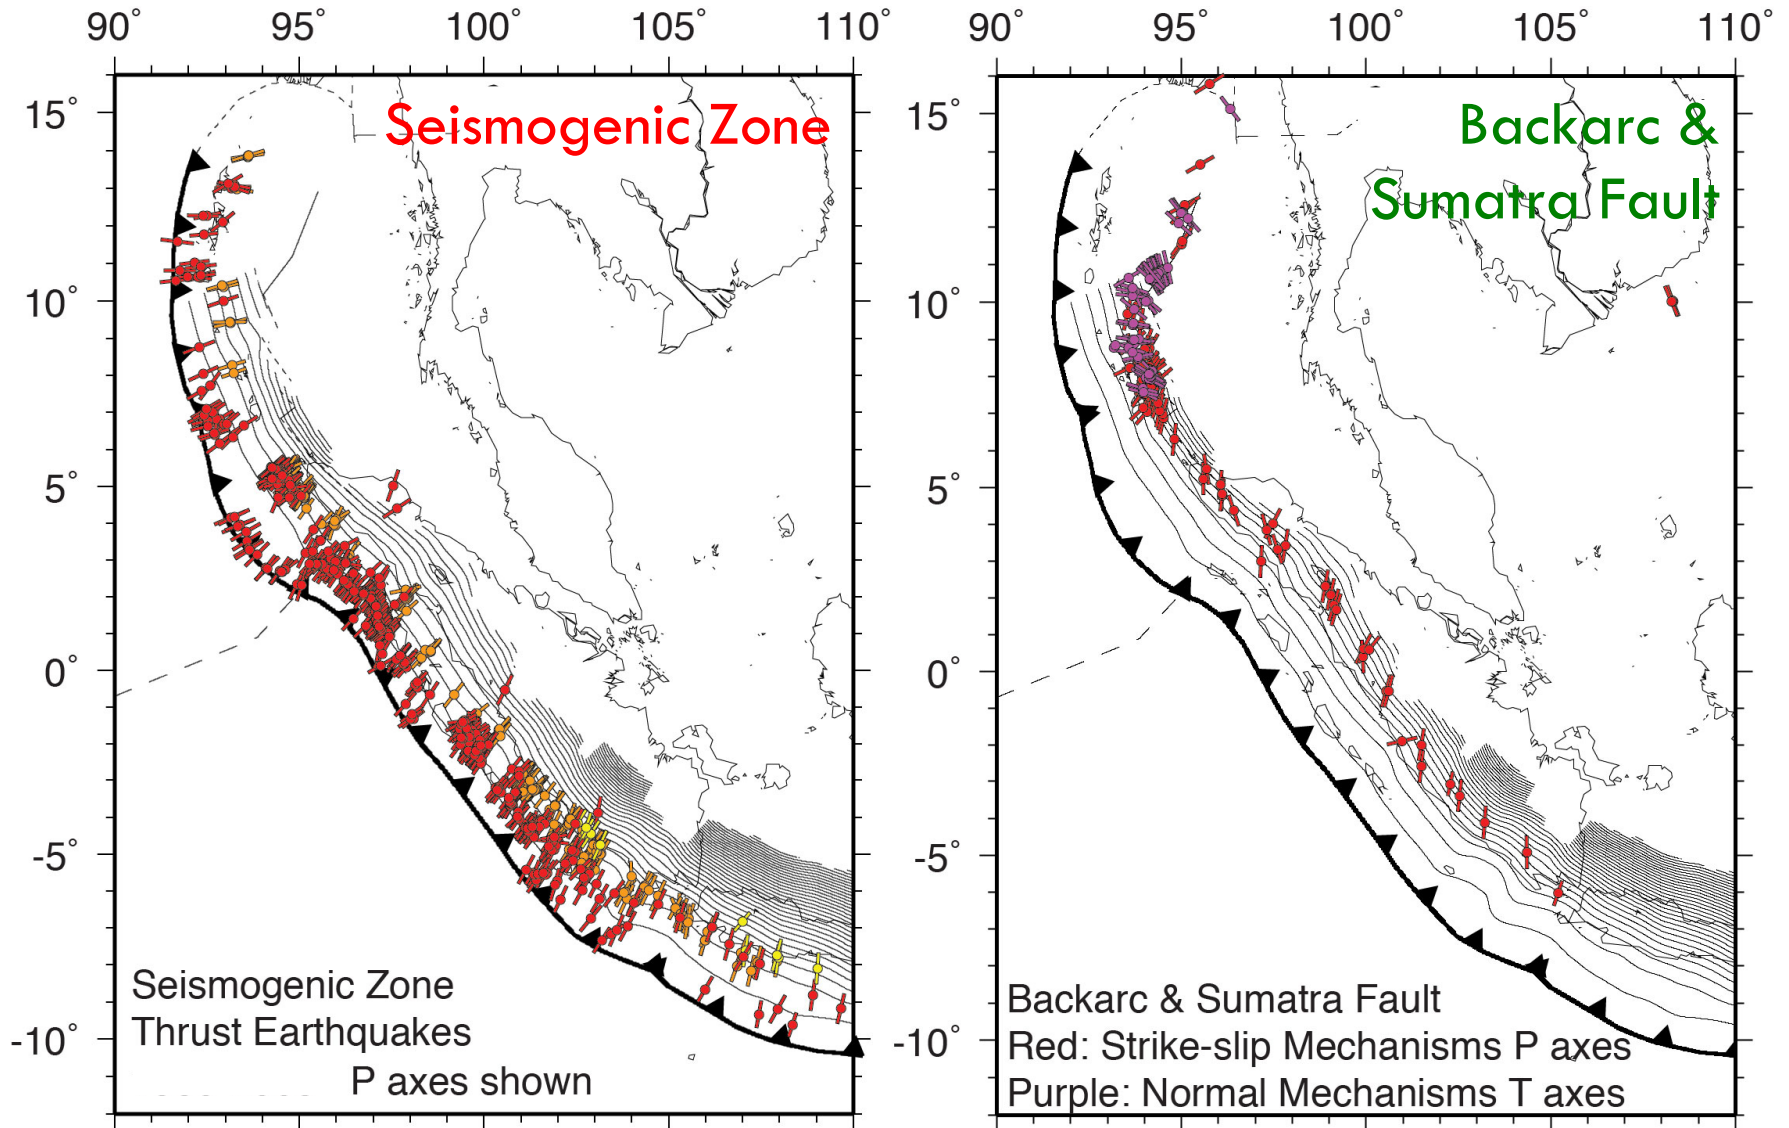 90° 95° 100° 105° 110°
15°
10°
5°
0°
-5°
-10°
Seismogenic Zone
Seismogenic Zone
Thrust Earthquakes
P axes shown
90° 95° 100° 105° 110°
15°
10°
5°
0°
-5°
-10°
Backarc &
Sumatra Fault
Backarc & Sumatra Fault
Red: Strike-slip Mechanisms P axes
Purple: Normal Mechanisms T axes